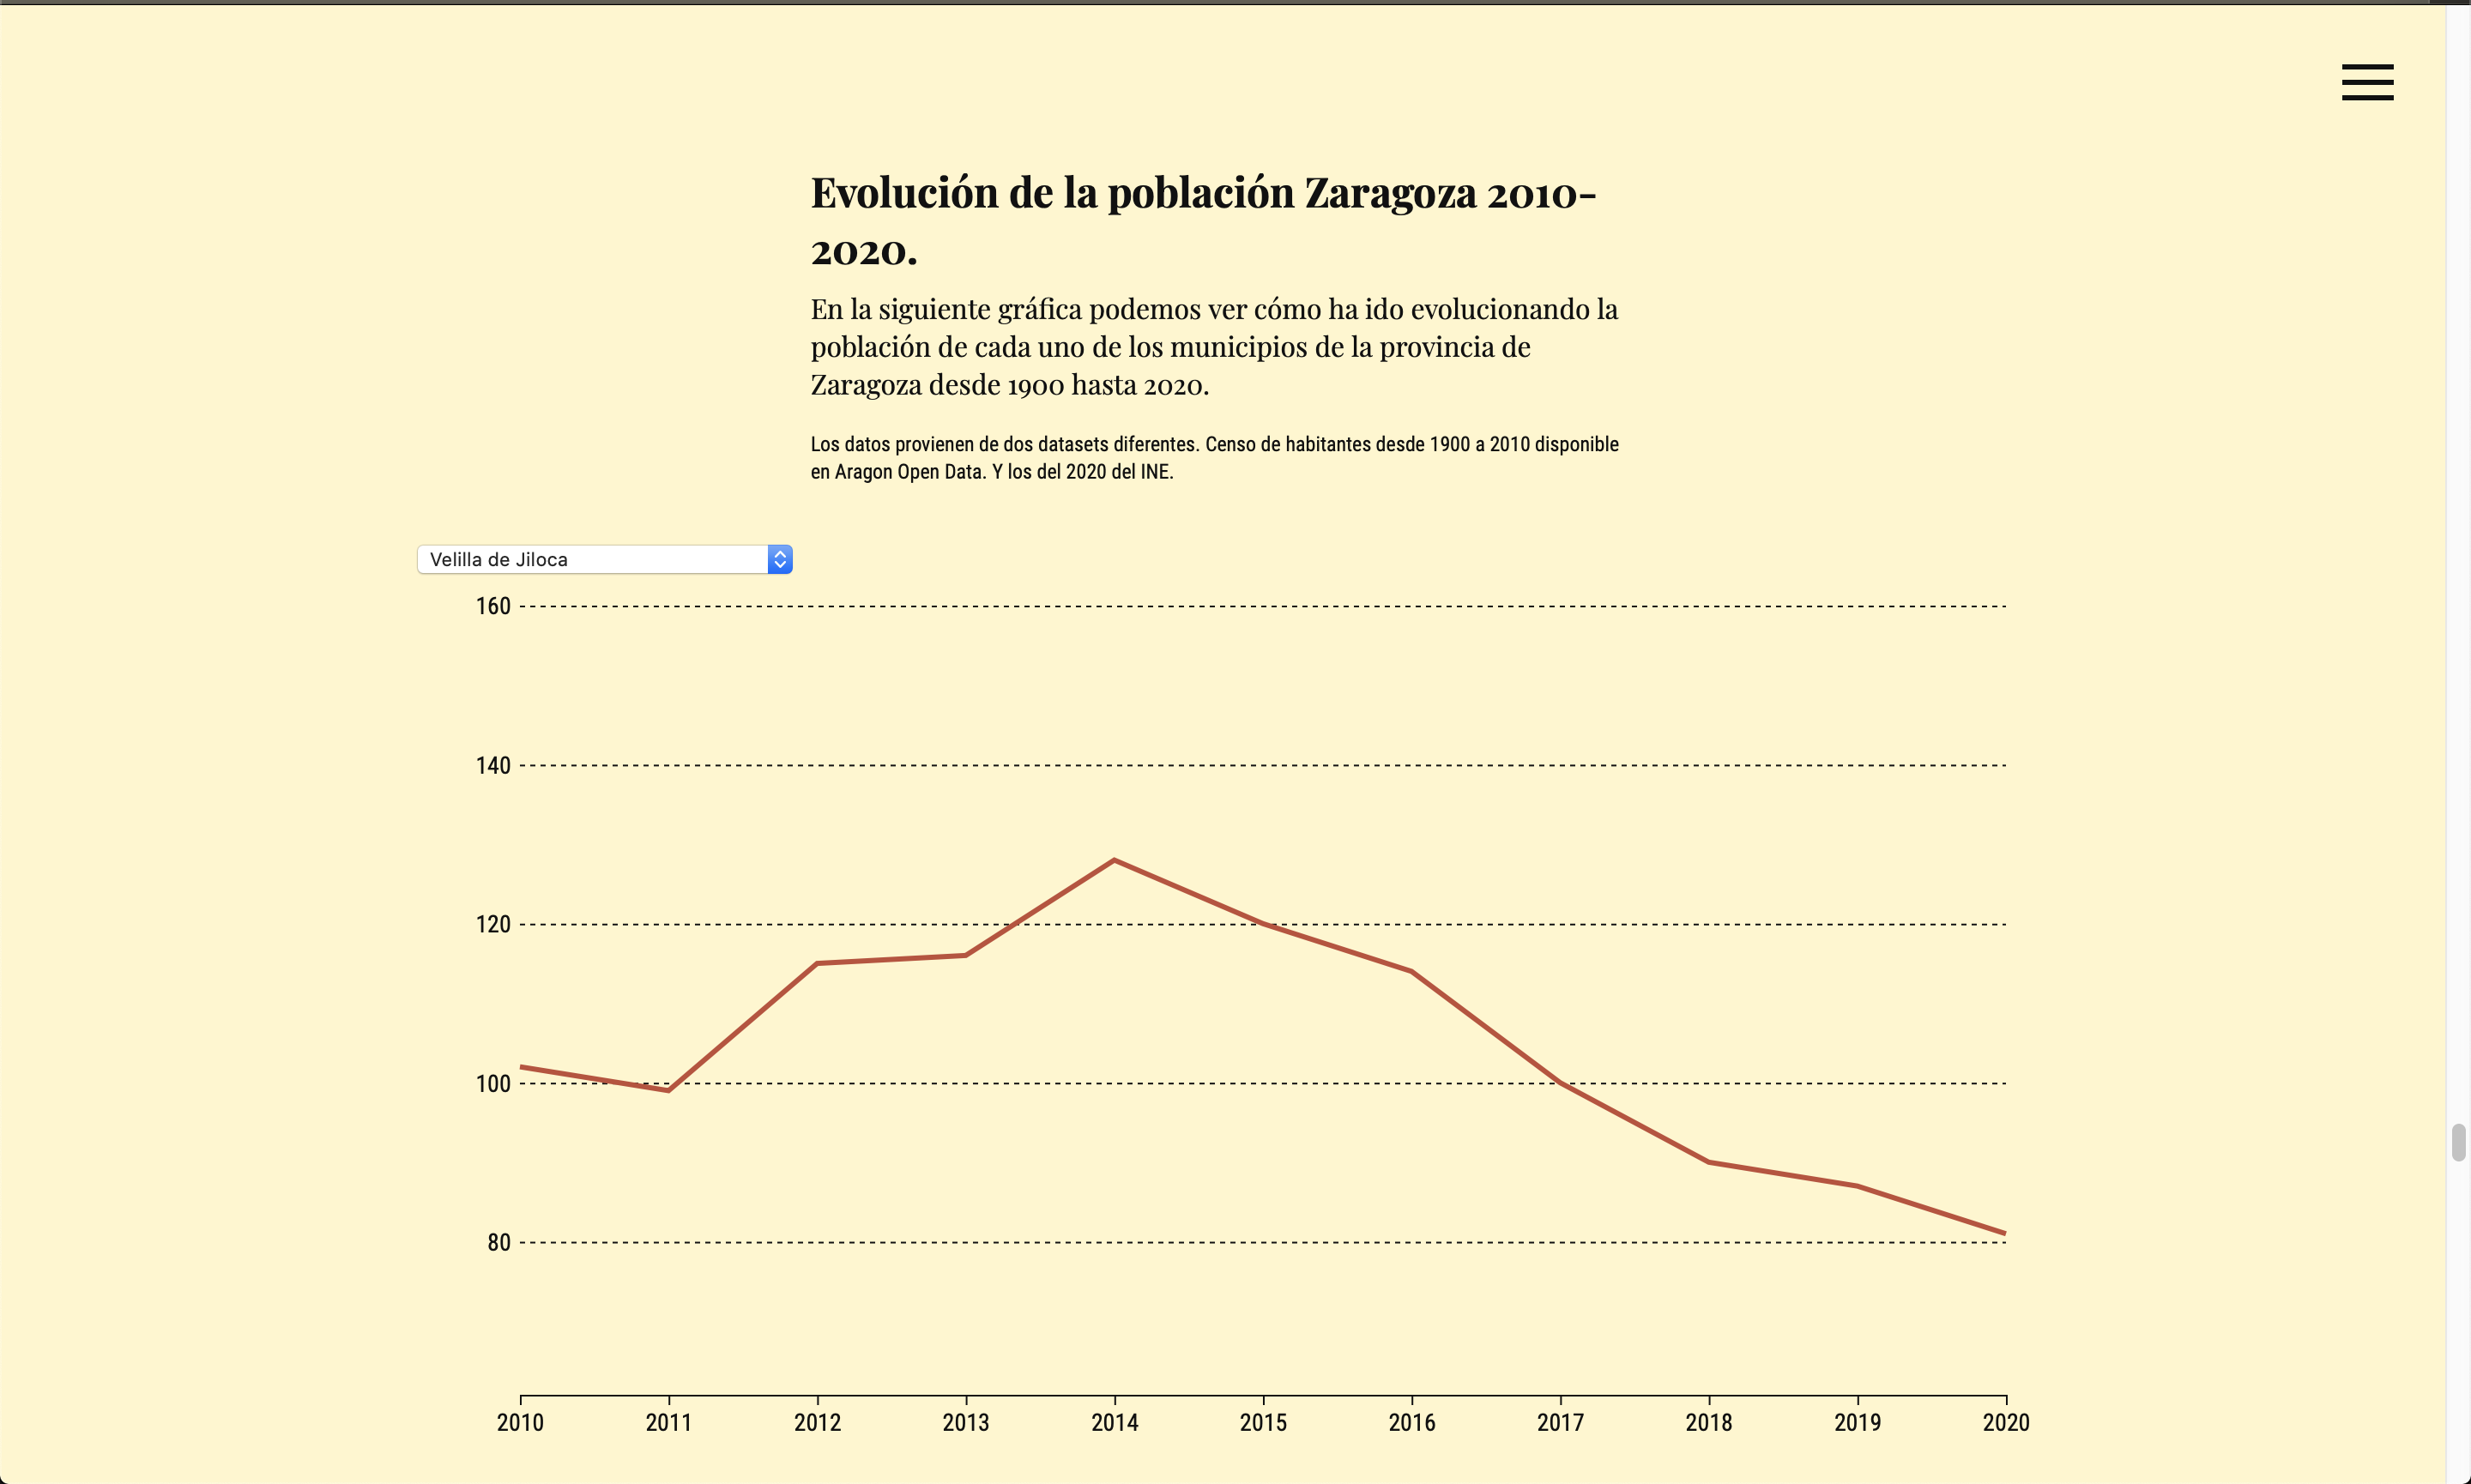 Evolución de la población Zaragoza 2010-
2020.
En la siguiente gráfica podemos ver cómo ha ido evolucionando la
población de cada uno de los municipios de la provincia de
Zaragoza desde 1900 hasta 2020.
Los datos provienen de dos datasets diferentes. Censo de habitantes desde 1900 a 2010 disponible
en Aragon Open Data. Y los del 2020 del INE.
Velilla de Jiloca
160
140
120
100
80
2010 2011 2012 2013 2014 2015 2016 2017 2018 2019 2020